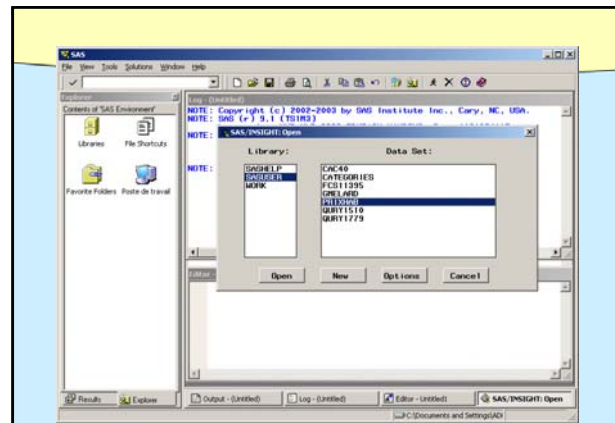 SAS
File View Tools Solutions Window Help
Explorer
Contents of 'SAS Environment'
Libraries
File Shortcuts
Favorite Folders
Poste de travail
Log - (Untitled)
NOTE: Copyright (c) 2002-2003 by SAS Institute Inc., Cary, NC, USA.
NOTE: SAS (r) 9.1 (TS1M3)
NOTE:
NOTE:
SAS/INSIGHT: Open
Library:
Data Set:
SASHELP
SASUSER
WORK
CAC40
CATEGORIES
FCS11395
GMELARD
PRIXHAB
QURY1510
QURY1779
Open
New
Options
Cancel
Editor -
Results
Explorer
Output - (Untitled)
Log - (Untitled)
Editor - Untitled1
SAS/INSIGHT: Open
C:\Documents and Settings\ADI